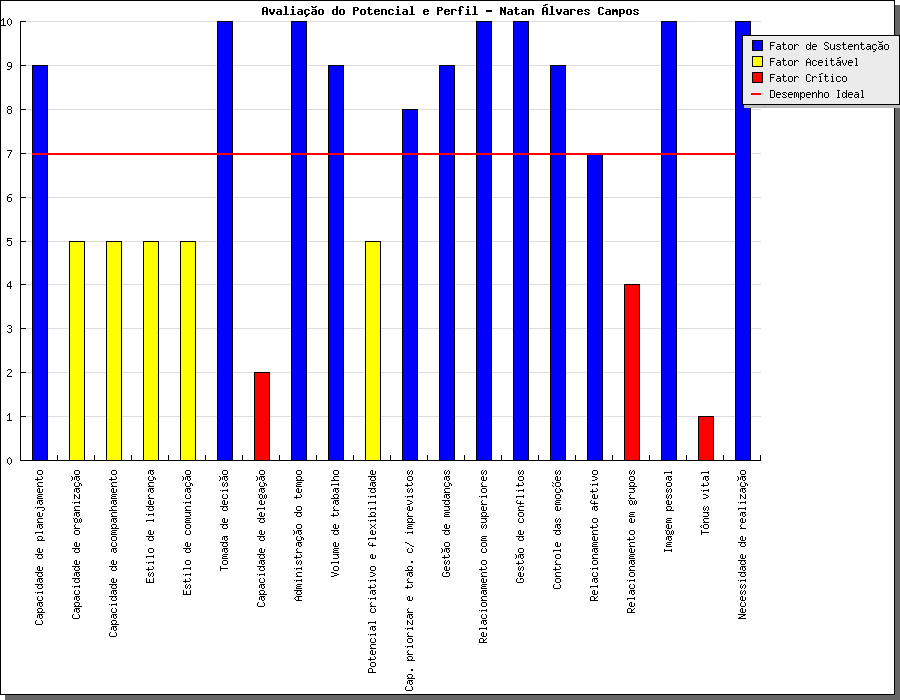 Avaliação do Potencial e Perfil - Natan Álvares Campos
Fator de Sustentação
Fator Aceitável
Fator Crítico
Desempenho Ideal
10
9
8
7
6
5
4
3
2
1
0
Capacidade de planejamento
Capacidade de organização
Capacidade de acompanhamento
Estilo de liderança
Estilo de comunicação
Tomada de decisão
Capacidade de delegação
Administração do tempo
Volume de trabalho
Potencial criativo e flexibilidade
Cap. priorizar e trab. c/ imprevistos
Gestão de mudanças
Relacionamento com superiores
Gestão de conflitos
Controle das emoções
Relacionamento afetivo
Relacionamento em grupos
Imagem pessoal
Tônus vital
Necessidade de realização